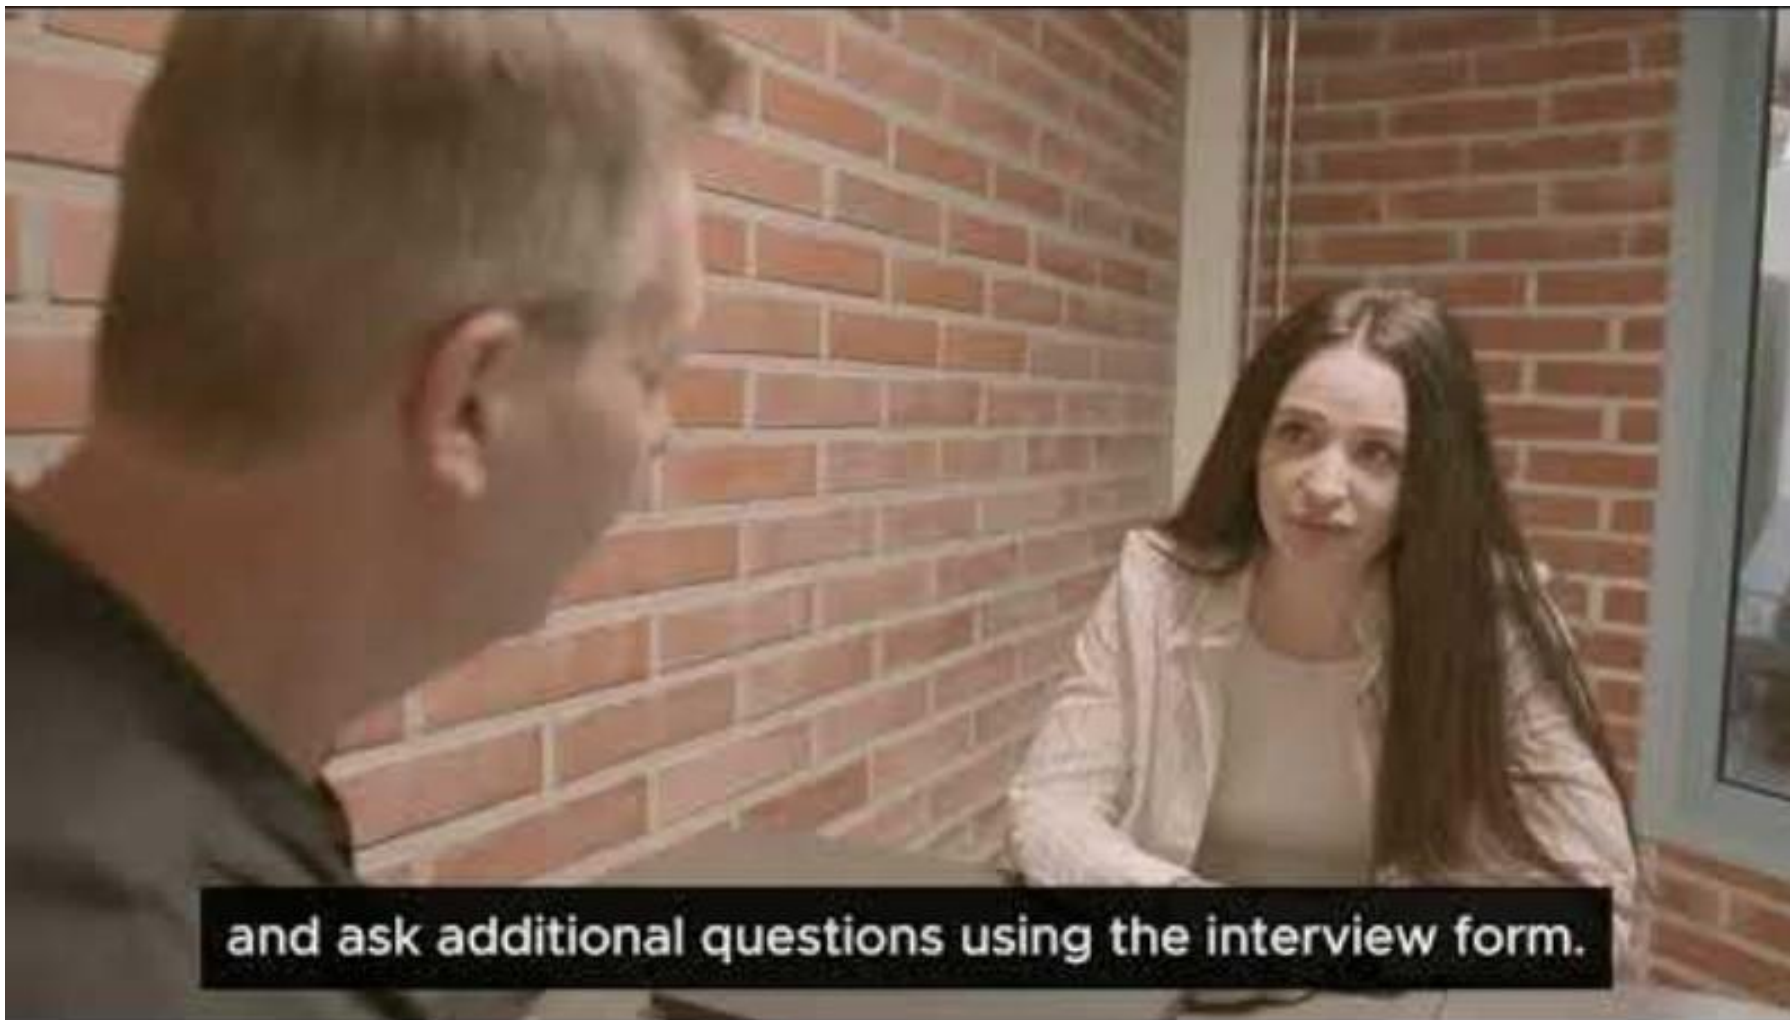 and ask additional questions using the interview form.